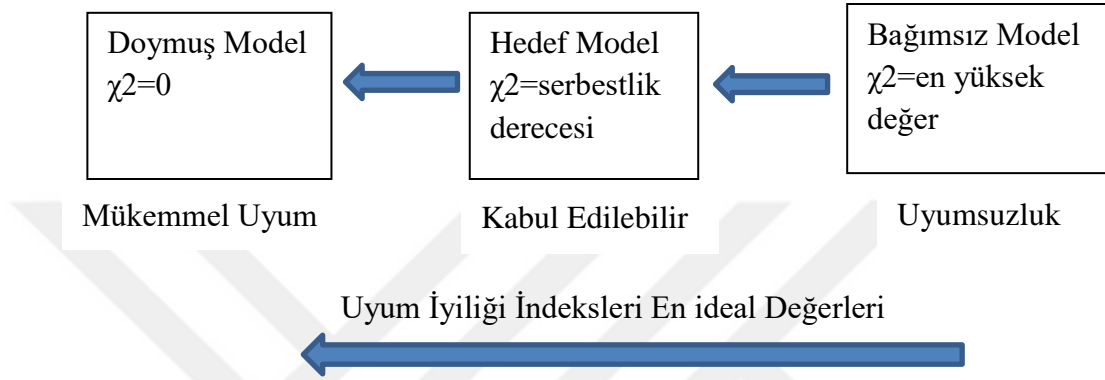 Doymuş Model
χ2=0
Hedef Model
χ2=serbestlik
derecesi
Bağımsız Model
χ2=en yüksek
değer
Mükemmel Uyum
Kabul Edilebilir
Uyumsuzluk
Uyum İyiliği İndeksleri En ideal Değerleri